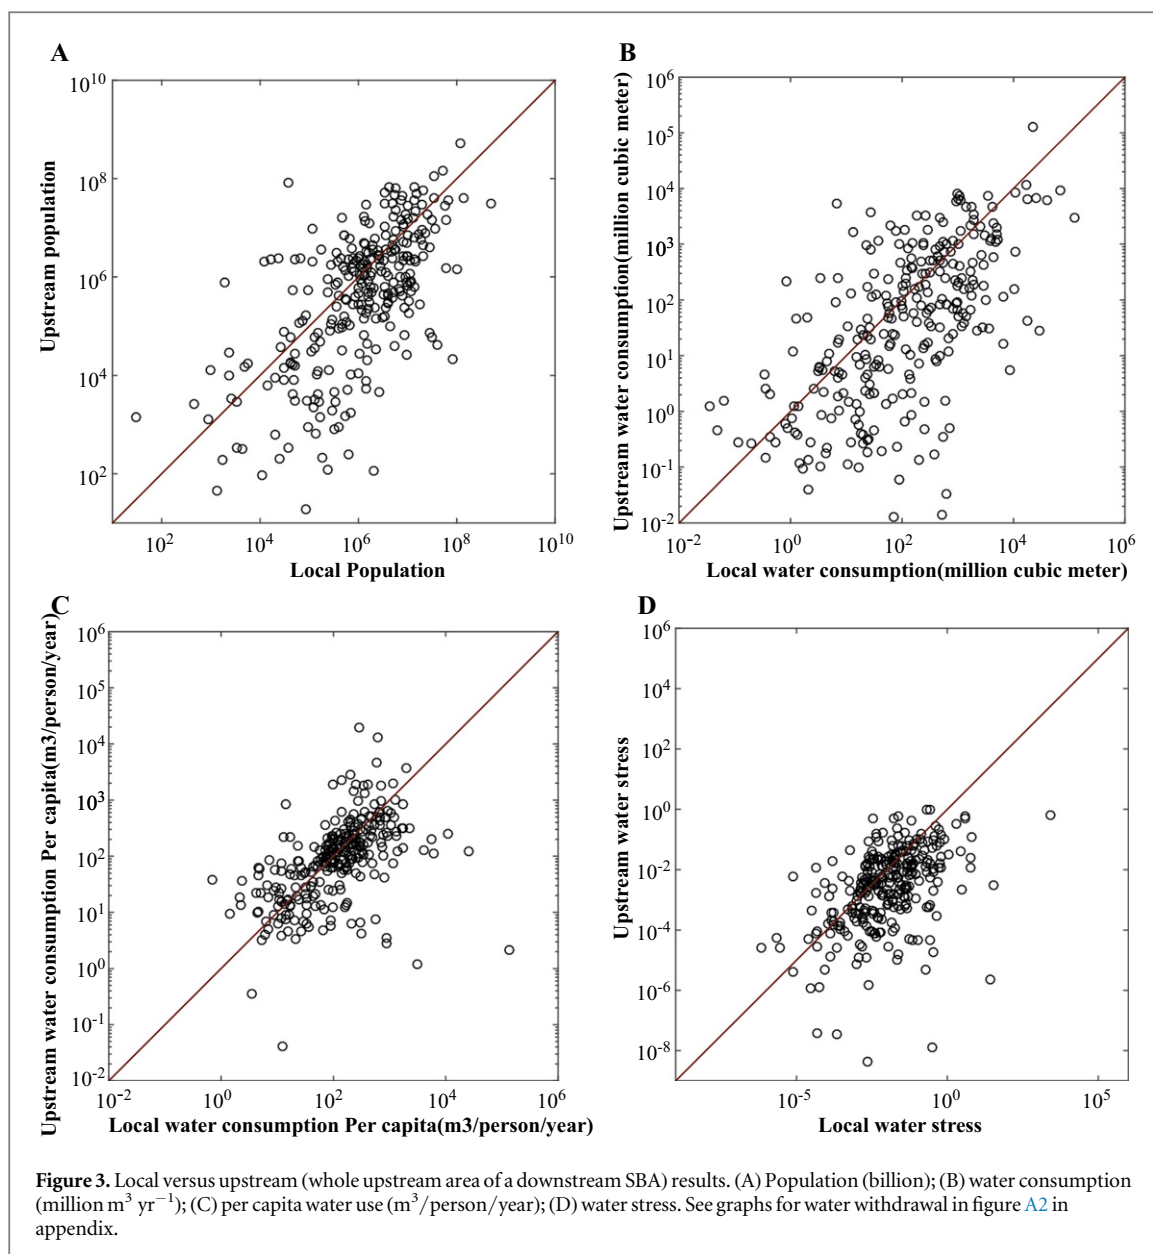 A
Upstream population
10^10
10^8
10^6
10^4
10^2
10^2 10^4 10^6 10^8 10^10
Local Population
B
Upstream water consumption(million cubic meter)
10^6
10^5
10^4
10^3
10^2
10^1
10^0
10^-1
10^-2
10^-2 10^0 10^2 10^4 10^6
Local water consumption(million cubic meter)
C
Upstream water consumption Per capita(m3/person/year)
10^6
10^5
10^4
10^3
10^2
10^1
10^0
10^-1
10^-2
10^-2 10^0 10^2 10^4 10^6
Local water consumption Per capita(m3/person/year)
D
Upstream water stress
10^6
10^4
10^2
10^0
10^-2
10^-4
10^-6
10^-8
10^-5 10^0 10^5
Local water stress
Figure 3. Local versus upstream (whole upstream area of a downstream SBA) results. (A) Population (billion); (B) water consumption
(million m³ yr⁻¹); (C) per capita water use (m³/person/year); (D) water stress. See graphs for water withdrawal in figure A2 in
appendix.